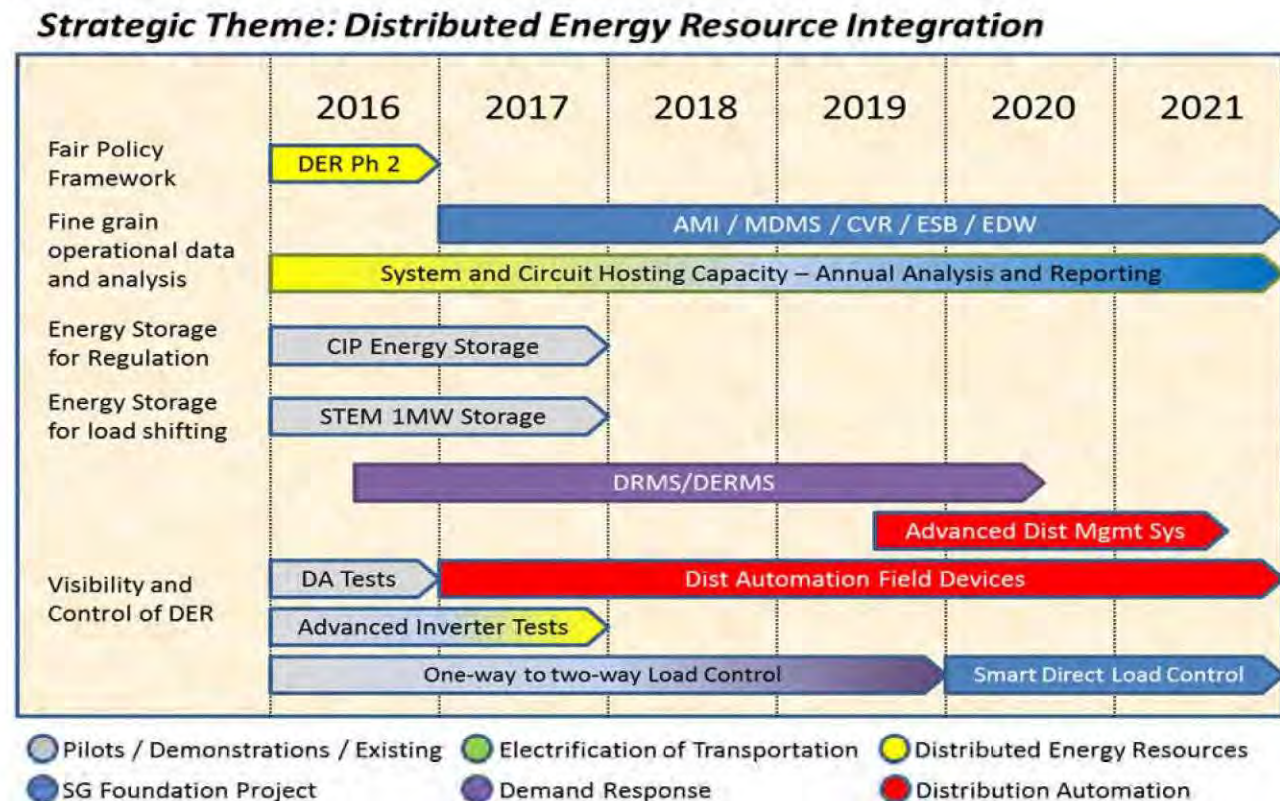 Strategic Theme: Distributed Energy Resource Integration
2016 2017 2018 2019 2020 2021
Fair Policy
Framework
DER Ph 2
Fine grain
operational data
and analysis
AMI / MDMS / CVR / ESB / EDW
System and Circuit Hosting Capacity – Annual Analysis and Reporting
Energy Storage
for Regulation
CIP Energy Storage
Energy Storage
for load shifting
STEM 1MW Storage
DRMS/DERMS
Advanced Dist Mgmt Sys
Visibility and
Control of DER
DA Tests
Dist Automation Field Devices
Advanced Inverter Tests
One-way to two-way Load Control
Smart Direct Load Control
Pilots / Demonstrations / Existing
Electrification of Transportation
Distributed Energy Resources
SG Foundation Project
Demand Response
Distribution Automation